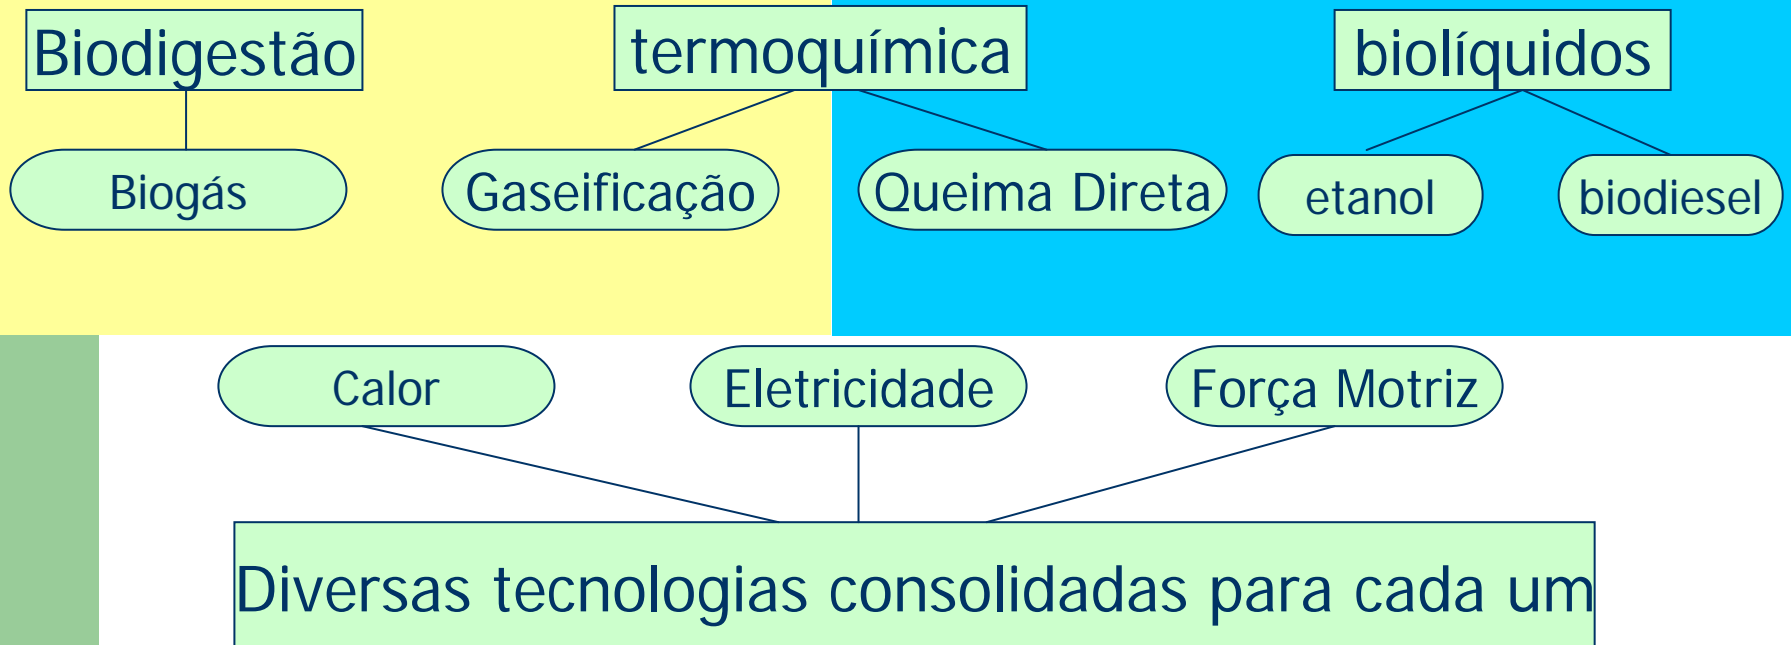 Biodigestão
termoquímica
biolíquidos
Biogás
Gaseificação
Queima Direta
etanol
biodiesel
Calor
Eletricidade
Força Motriz
Diversas tecnologias consolidadas para cada um